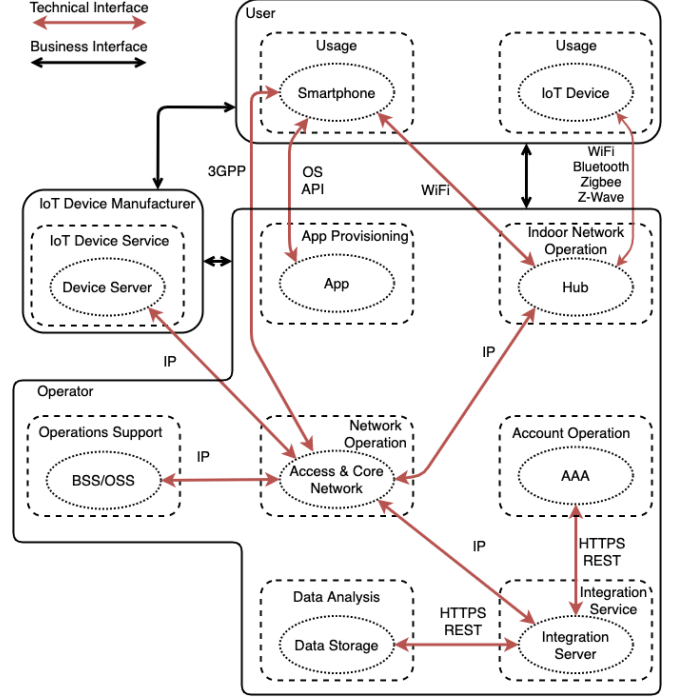 Technical Interface
Business Interface
User
Usage
Smartphone
Usage
IoT Device
3GPP
OS
API
WiFi
WiFi
Bluetooth
Zigbee
Z-Wave
IoT Device Manufacturer
IoT Device Service
Device Server
App Provisioning
App
Indoor Network
Operation
Hub
IP
IP
Operator
Operations Support
BSS/OSS
IP
Network
Operation
Access & Core
Network
Account Operation
AAA
IP
HTTPS
REST
Data Analysis
Data Storage
HTTPS
REST
Integration
Service
Integration
Server